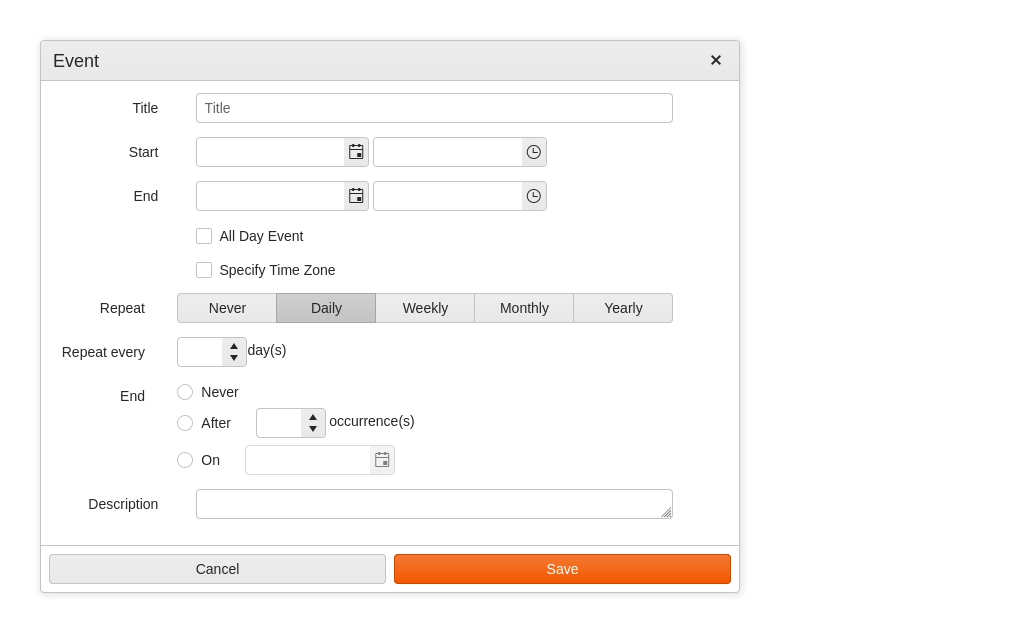 Event
Title Title
Start
End
All Day Event
Specify Time Zone
Repeat Never Daily Weekly Monthly Yearly
Repeat every day(s)
End Never
After occurrence(s)
On
Description
Cancel Save